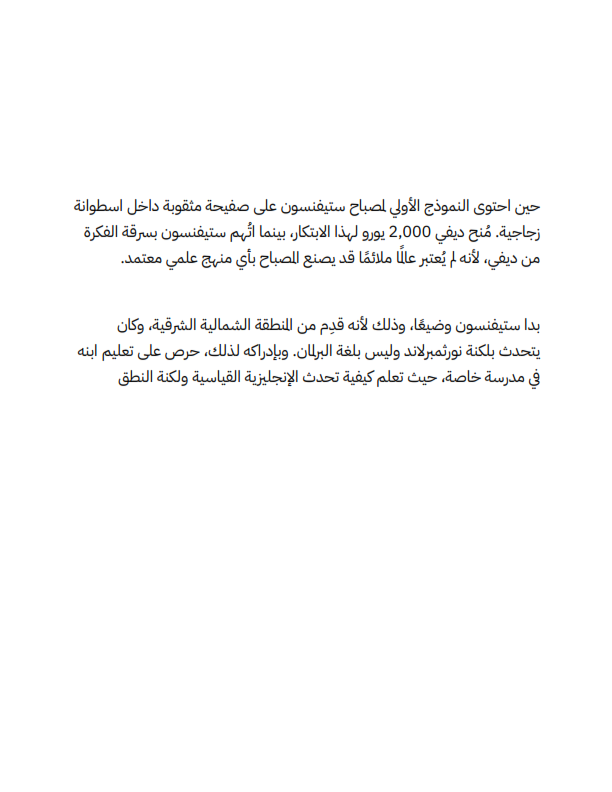 حين احتوى النموذج الأولي لمصباح ستيفنسون على صفيحة مثقوبة داخل اسطوانة
زجاجية. مُنح ديفي 2,000 يورو لهذا الابتكار، بينما اتُهم ستيفنسون بسرقة الفكرة
من ديفي، لأنه لم يُعتبر عالمًا ملائمًا قد يصنع المصباح بأي منهج علمي معتمد.
بدا ستيفنسون وضيعًا، وذلك لأنه قدِم من المنطقة الشمالية الشرقية، وكان
يتحدث بلكنة نورثمبرلاند وليس بلغة البرلمان. وبإدراكه لذلك، حرص على تعليم ابنه
في مدرسة خاصة، حيث تعلم كيفية تحدث الإنجليزية القياسية ولكنة النطق